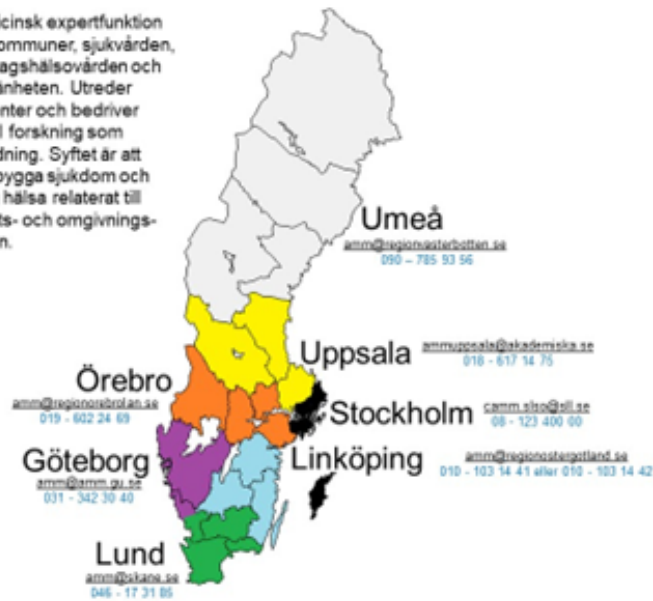 icinsk expertfunktion
ommuner, sjukvården,
agshälsovården och
änheten. Utreder
nter och bedriver
l forskning som
dning. Syftet är att
bygga sjukdom och
hälsa relaterat till
ts- och omgivnings-
n.
Umeå
amm@regionvasterbotten.se
090 – 785 93 56
Uppsala
ammuppsala@akademiska.se
018 - 617 14 75
Örebro
amm@regionorebrolan.se
019 - 602 24 69
Stockholm
camm.slso@sll.se
08 - 123 400 00
Göteborg
amm@amm.gu.se
031 - 342 30 40
Linköping
amm@regionostergotland.se
010 - 103 14 41 eller 010 - 103 14 42
Lund
amm@skane.se
046 - 17 31 85